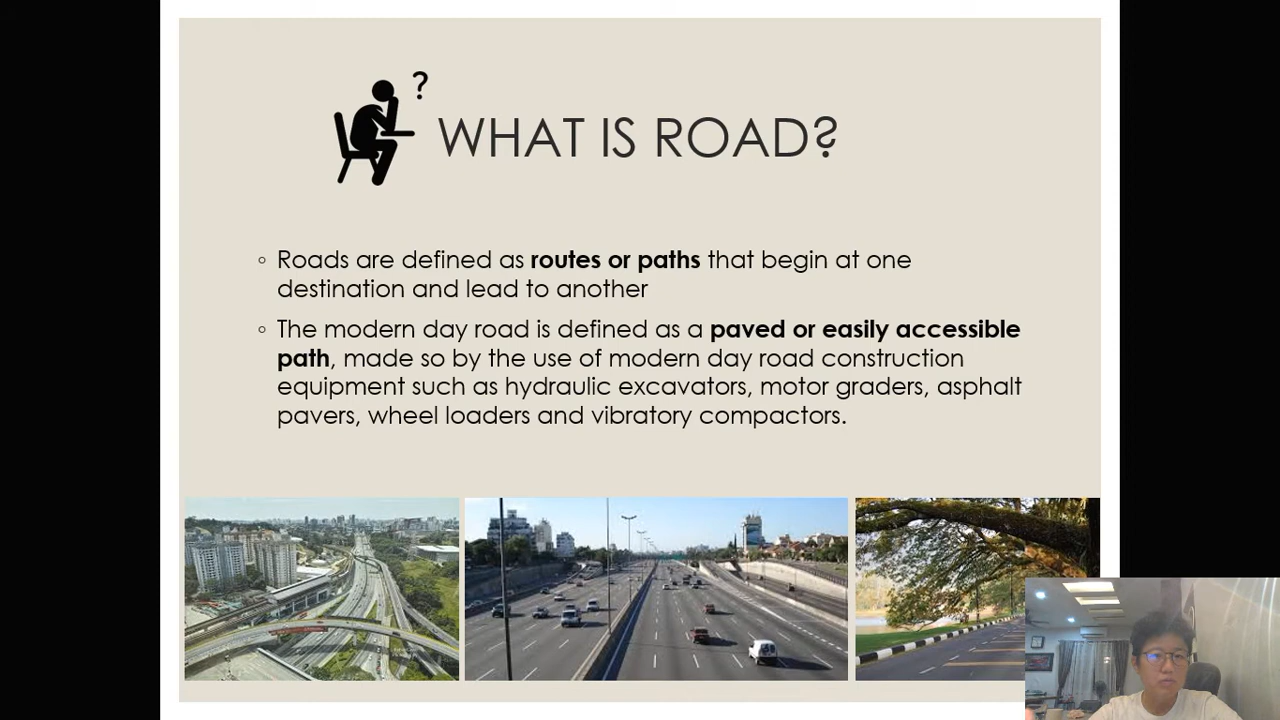 ?
WHAT IS ROAD?
◦ Roads are defined as routes or paths that begin at one
destination and lead to another
◦ The modern day road is defined as a paved or easily accessible
path, made so by the use of modern day road construction
equipment such as hydraulic excavators, motor graders, asphalt
pavers, wheel loaders and vibratory compactors.